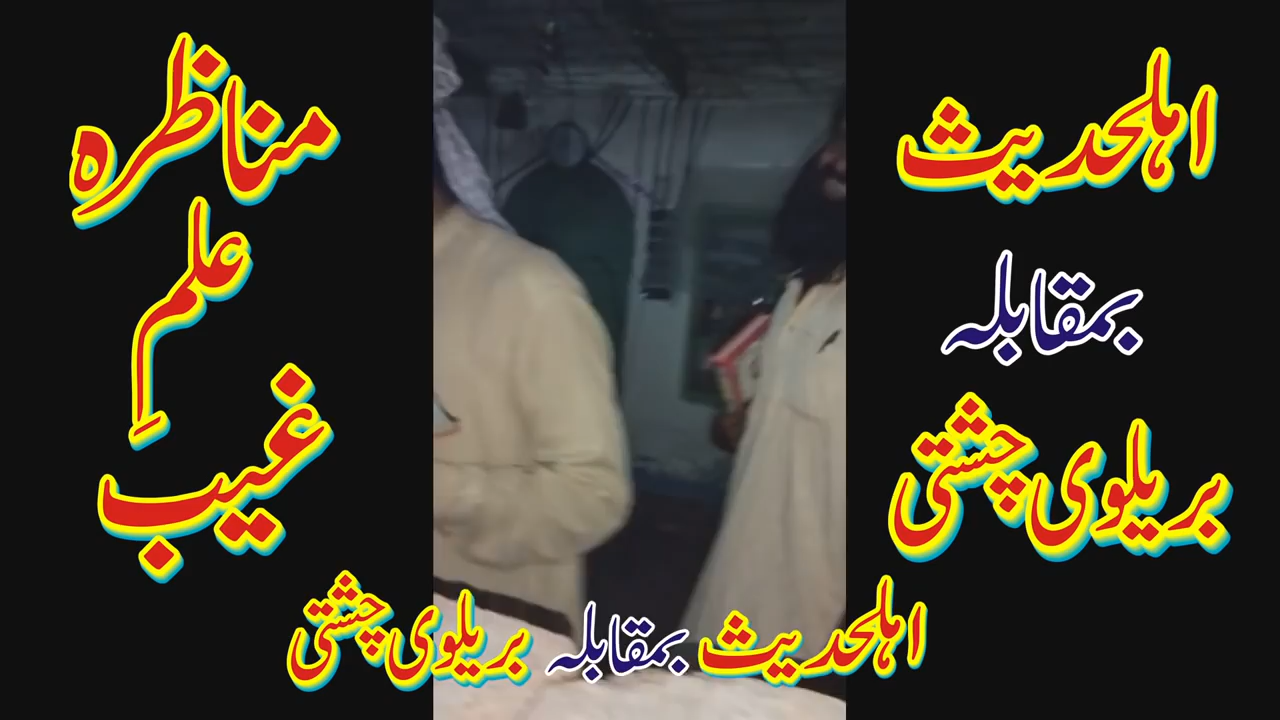 اہلحدیث
بمقابلہ
بریلوی چشتی
مناظرہ
علمِ
غیب
اہلحدیث بمقابلہ بریلوی چشتی